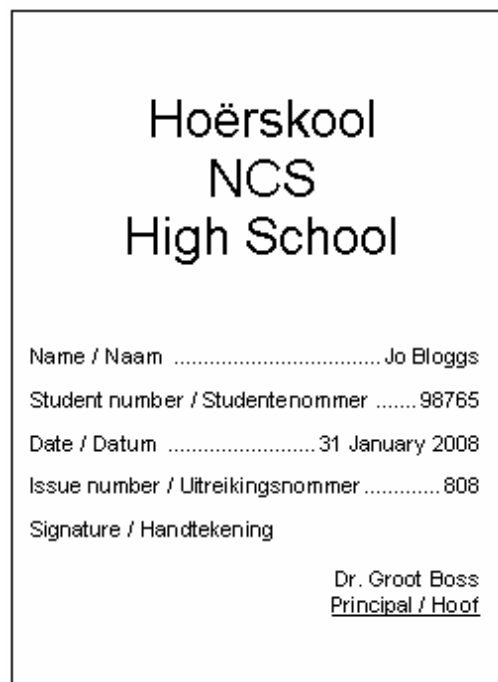 Hoërskool
NCS
High School
Name / Naam ................................... Jo Bloggs
Student number / Studentenommer ....... 98765
Date / Datum ......................... 31 January 2008
Issue number / Uitreikingsnommer ............. 808
Signature / Handtekening
Dr. Groot Boss
Principal / Hoof